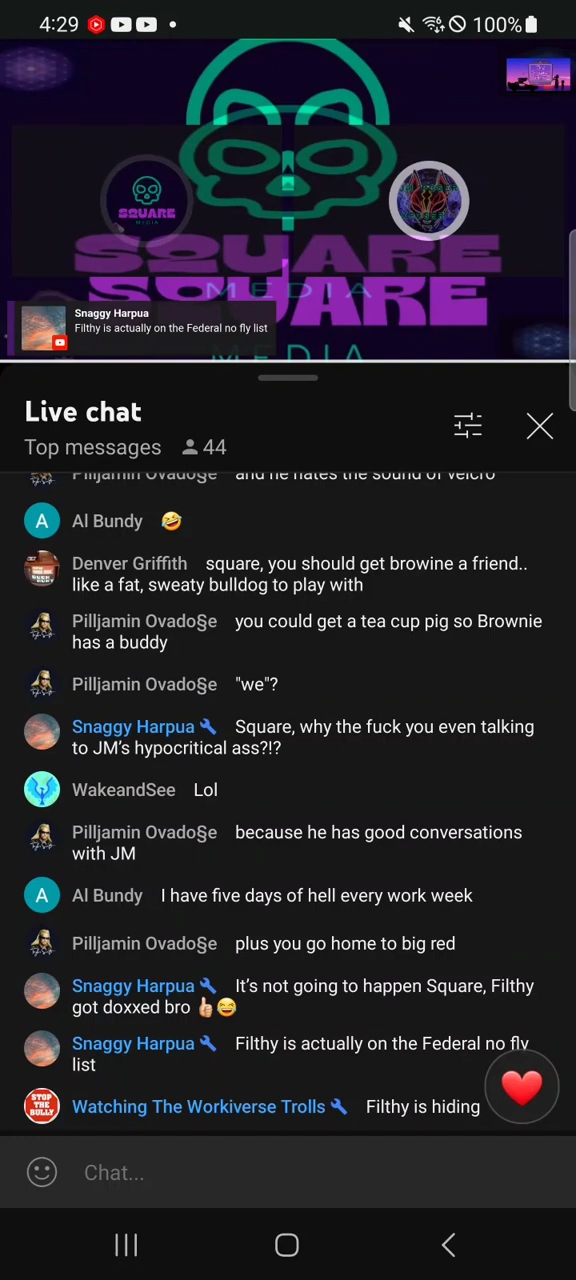 4:29
100%
SQUARE
MEDIA
SQUARE
MEDIA
SQUARE
MEDIA
Snaggy Harpua
Filthy is actually on the Federal no fly list
Live chat
Top messages 44
Pilljamin Ovado§e and he hates the sound of velcro
A Al Bundy 🤣
Denver Griffith square, you should get browine a friend..
like a fat, sweaty bulldog to play with
Pilljamin Ovado§e you could get a tea cup pig so Brownie
has a buddy
Pilljamin Ovado§e "we"?
Snaggy Harpua Square, why the fuck you even talking
to JM's hypocritical ass?!?
WakeandSee Lol
Pilljamin Ovado§e because he has good conversations
with JM
A Al Bundy I have five days of hell every work week
Pilljamin Ovado§e plus you go home to big red
Snaggy Harpua It's not going to happen Square, Filthy
got doxxed bro 👍😂
Snaggy Harpua Filthy is actually on the Federal no fly
list
STOP
THE
BULLY
Watching The Workiverse Trolls Filthy is hiding
Chat...